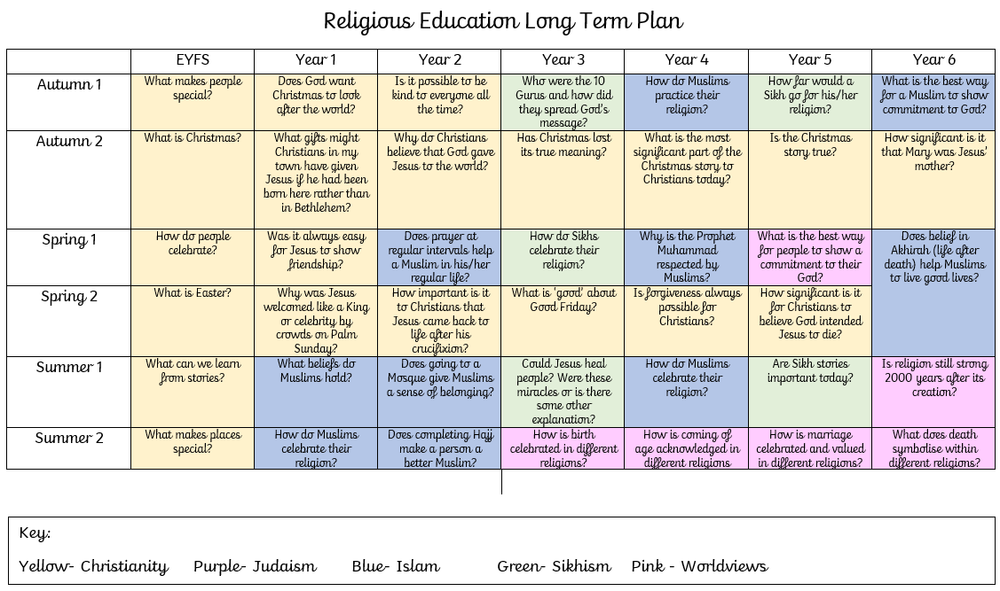 Religious Education Long Term Plan
EYFS
Year 1
Year 2
Year 3
Year 4
Year 5
Year 6
Autumn 1
What makes people
special?
Does God want
Christmas to look
after the world?
Is it possible to be
kind to everyone all
the time?
Who were the 10
Gurus and how did
they spread God's
message?
How do Muslims
practice their
religion?
How far would a
Sikh go for his/her
religion?
What is the best way
for a Muslim to show
commitment to God?
Autumn 2
What is Christmas?
What gifts might
Christians in my
town have given
Jesus if he had been
born here rather than
in Bethlehem?
Why do Christians
believe that God gave
Jesus to the world?
Has Christmas lost
its true meaning?
What is the most
significant part of the
Christmas story to
Christians today?
Is the Christmas
story true?
How significant is it
that Mary was Jesus'
mother?
Spring 1
How do people
celebrate?
Was it always easy
for Jesus to show
friendship?
Does prayer at
regular intervals help
a Muslim in his/her
regular life?
How do Sikhs
celebrate their
religion?
Why is the Prophet
Muhammad
respected by
Muslims?
What is the best way
for people to show a
commitment to their
God?
Does belief in
Akhirah (life after
death) help Muslims
to live good lives?
Spring 2
What is Easter?
Why was Jesus
welcomed like a King
or celebrity by
crowds on Palm
Sunday?
How important is it
to Christians that
Jesus came back to
life after his
crucifixion?
What is 'good' about
Good Friday?
Is forgiveness always
possible for
Christians?
How significant is it
for Christians to
believe God intended
Jesus to die?
Summer 1
What can we learn
from stories?
What beliefs do
Muslims hold?
Does going to a
Mosque give Muslims
a sense of belonging?
Could Jesus heal
people? Were these
miracles or is there
some other
explanation?
How do Muslims
celebrate their
religion?
Are Sikh stories
important today?
Is religion still strong
2000 years after its
creation?
Summer 2
What makes places
special?
How do Muslims
celebrate their
religion?
Does completing Hajj
make a person a
better Muslim?
How is birth
celebrated in different
religions?
How is coming of
age acknowledged in
different religions
How is marriage
celebrated and valued
in different religions?
What does death
symbolise within
different religions?
Key:
Yellow- Christianity Purple- Judaism Blue- Islam Green- Sikhism Pink - Worldviews